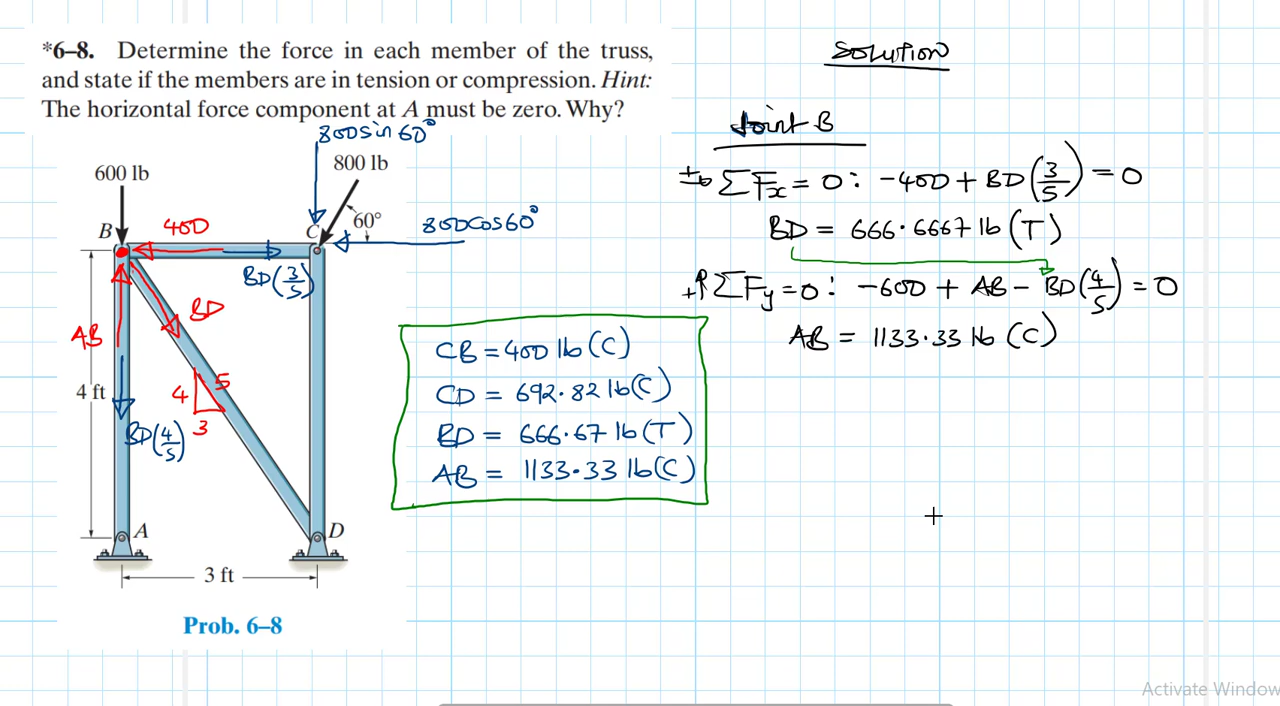 *6–8. Determine the force in each member of the truss,
and state if the members are in tension or compression. Hint:
The horizontal force component at A must be zero. Why?
800sin60°
600 lb
800 lb
B
400
C
60°
800cos60°
BD(3/5)
BD
AB
4 ft
5
4
3
BD(4/5)
A
D
3 ft
Prob. 6–8
CB = 400 lb (C)
CD = 692.82 lb (C)
BD = 666.67 lb (T)
AB = 1133.33 lb (C)
SOLUTION
Joint B
+→ ΣFx = 0: -400 + BD(3/5) = 0
BD = 666.6667 lb (T)
+↑ ΣFy = 0: -600 + AB - BD(4/5) = 0
AB = 1133.33 lb (C)
Activate Window